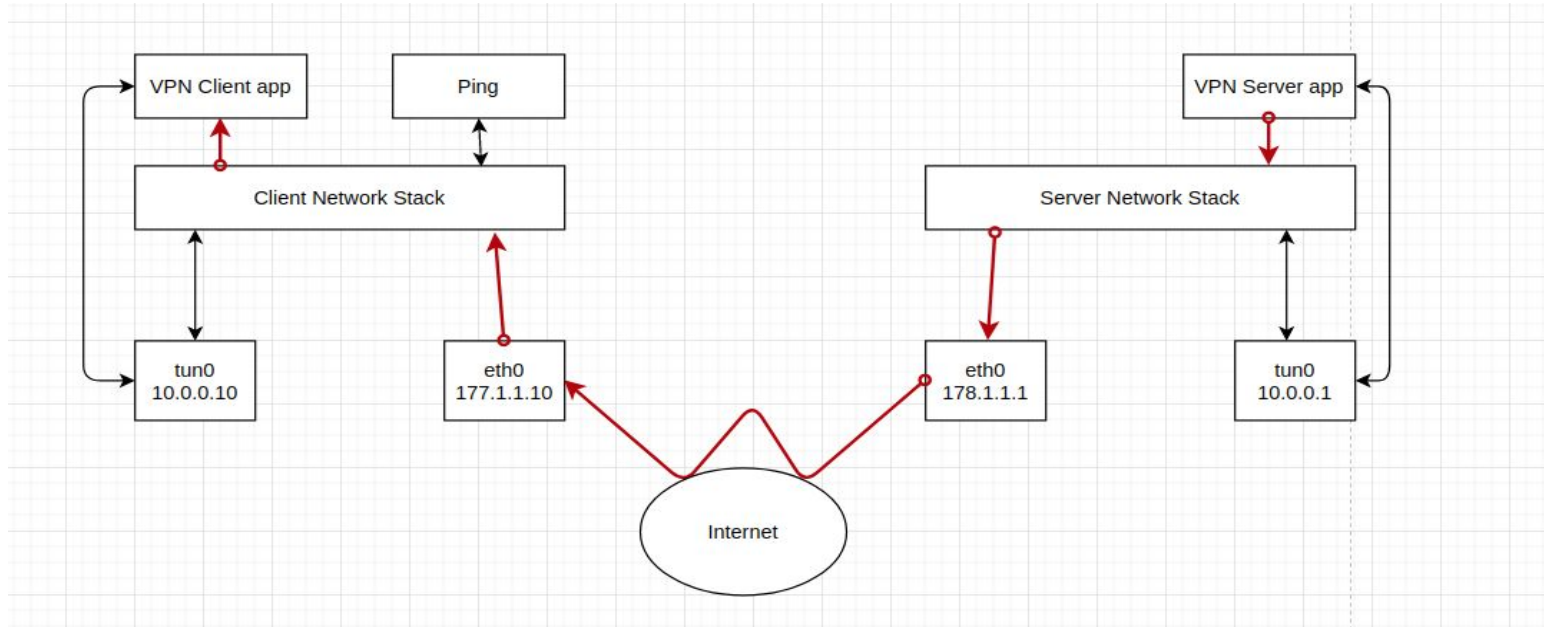 VPN Client app
Ping
VPN Server app
Client Network Stack
Server Network Stack
tun0
10.0.0.10
eth0
177.1.1.10
eth0
178.1.1.1
tun0
10.0.0.1
Internet